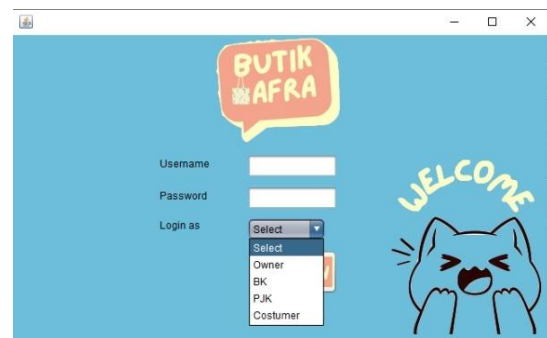 BUTIK
AFRA
Username
Password
Login as
Select
Select
Owner
BK
PJK
Costumer
WELCOME